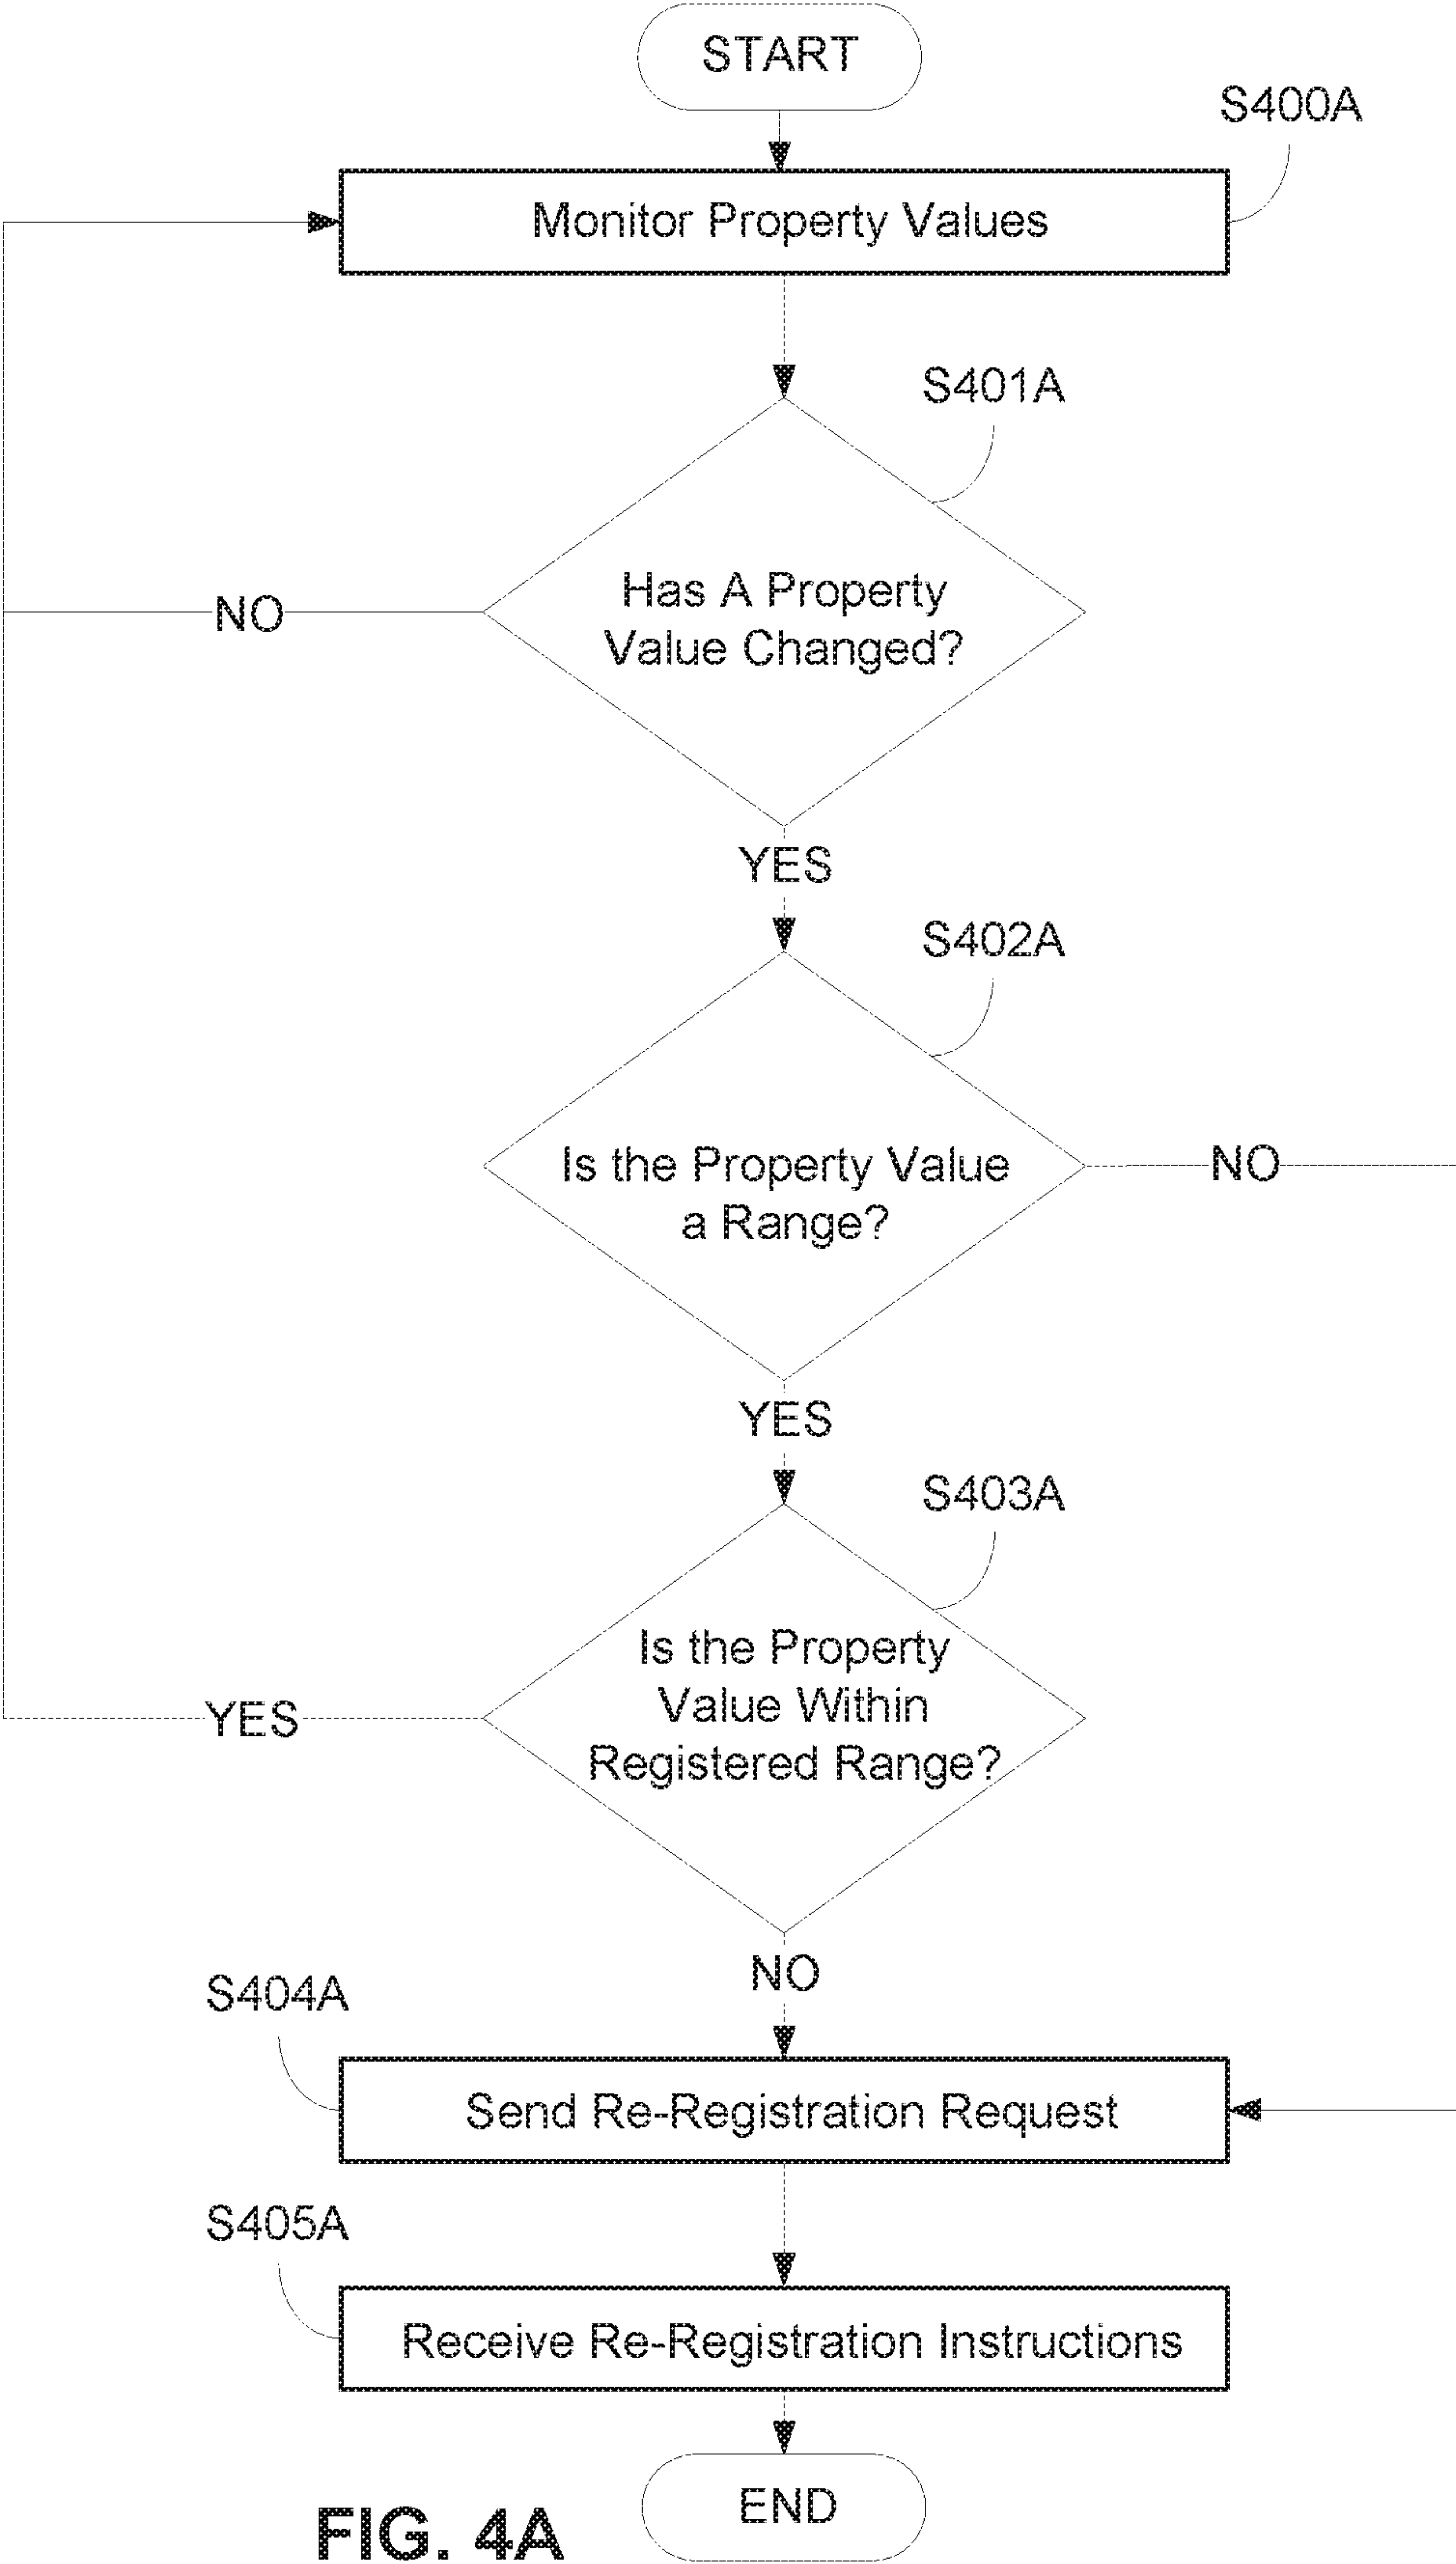 START
S400A
Monitor Property Values
S401A
Has A Property
Value Changed?
NO
YES
S402A
Is the Property Value
a Range?
NO
YES
S403A
Is the Property
Value Within
Registered Range?
YES
NO
S404A
Send Re-Registration Request
S405A
Receive Re-Registration Instructions
END
FIG. 4A